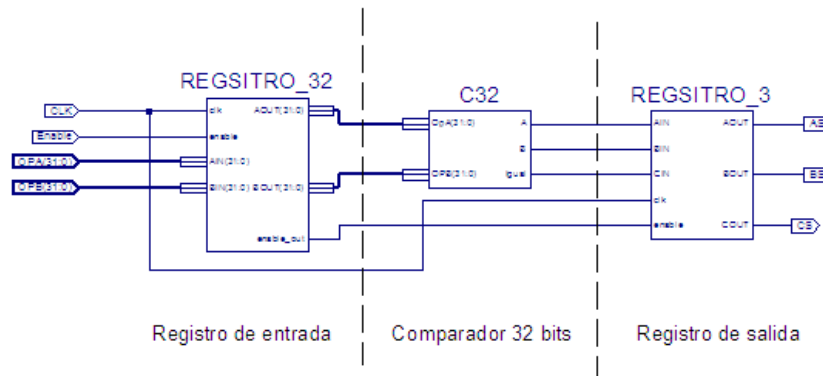 REGSITRO_32
CLK
Enable
OPA(31:0)
OPB(31:0)
clk
enable
AIN(31:0)
BIN(31:0)
AOUT(31:0)
BOUT(31:0)
enable_out
C32
OpA(31:0)
OPB(31:0)
A
B
Igual
REGSITRO_3
AIN
BIN
CIN
clk
enable
AOUT
BOUT
COUT
AS
BS
CS
Registro de entrada
Comparador 32 bits
Registro de salida